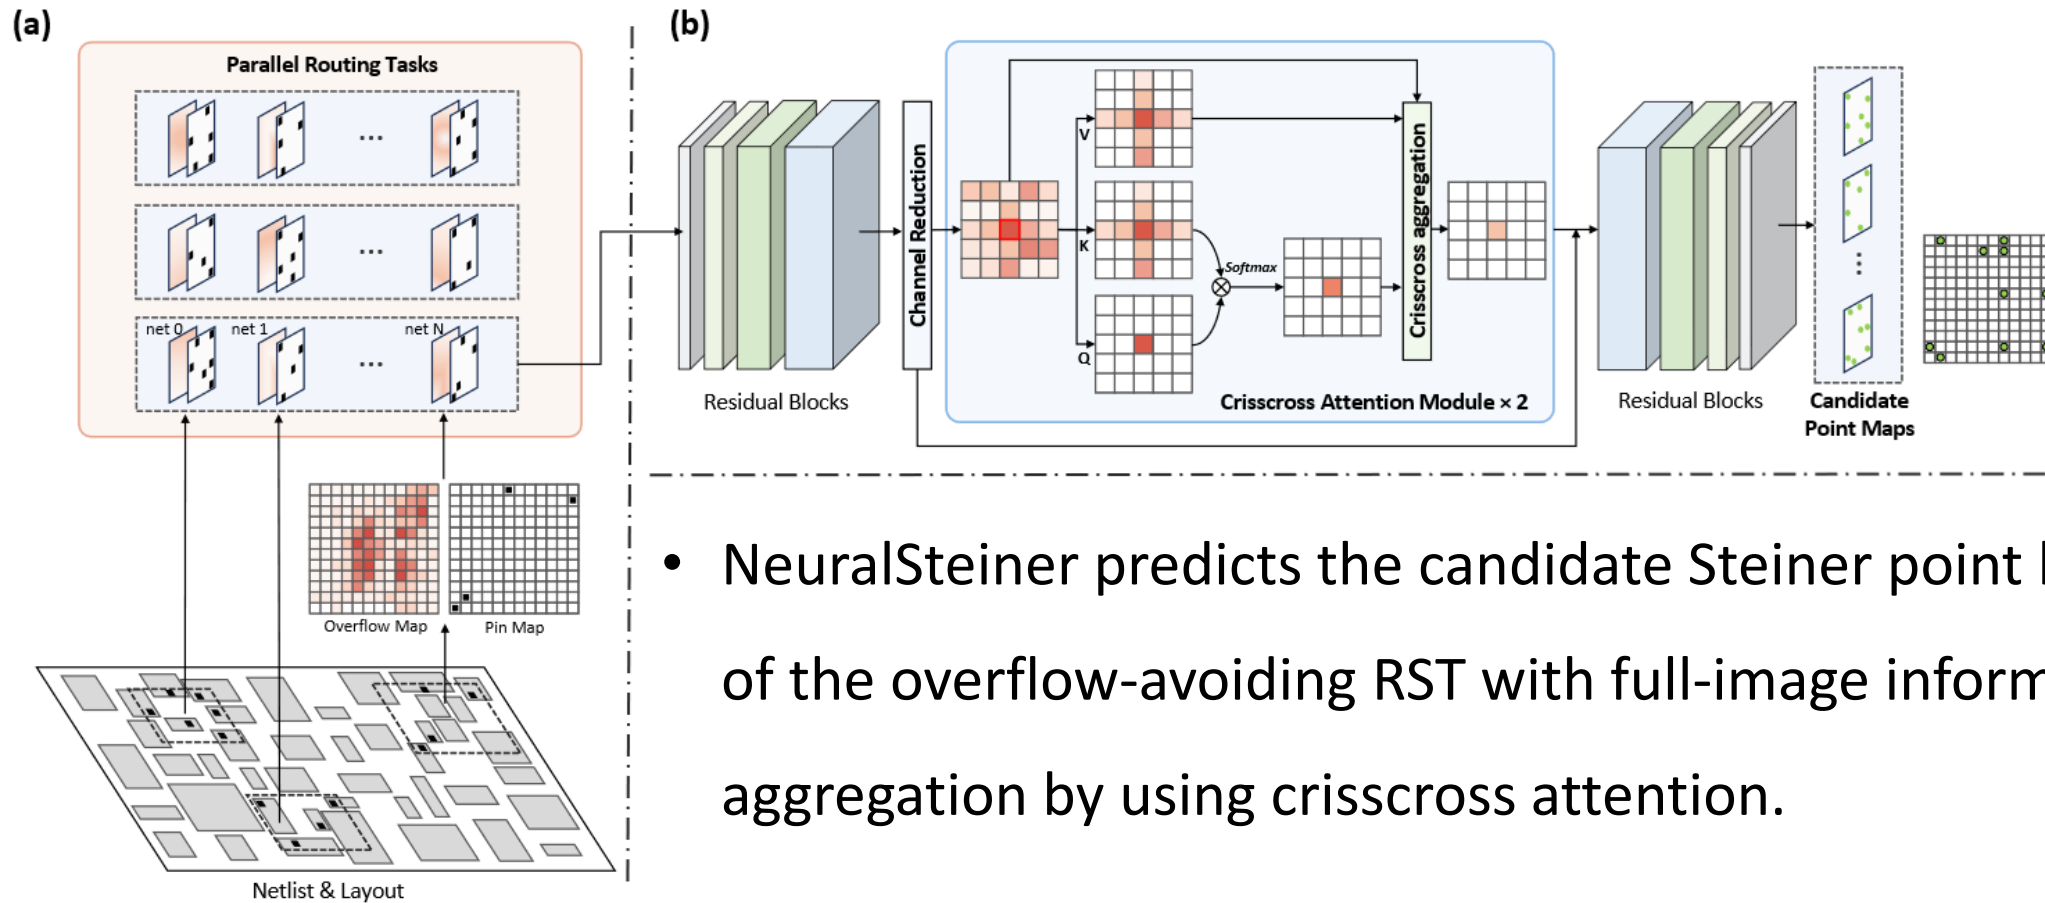 (a)
Parallel Routing Tasks
...
...
net 0 net 1 net N
...
Overflow Map Pin Map
Netlist & Layout
(b)
Residual Blocks
Channel Reduction
V
K
Q
Softmax
Crisscross aggregation
Crisscross Attention Module × 2
Residual Blocks
Candidate
Point Maps
• NeuralSteiner predicts the candidate Steiner point
of the overflow-avoiding RST with full-image inform
aggregation by using crisscross attention.